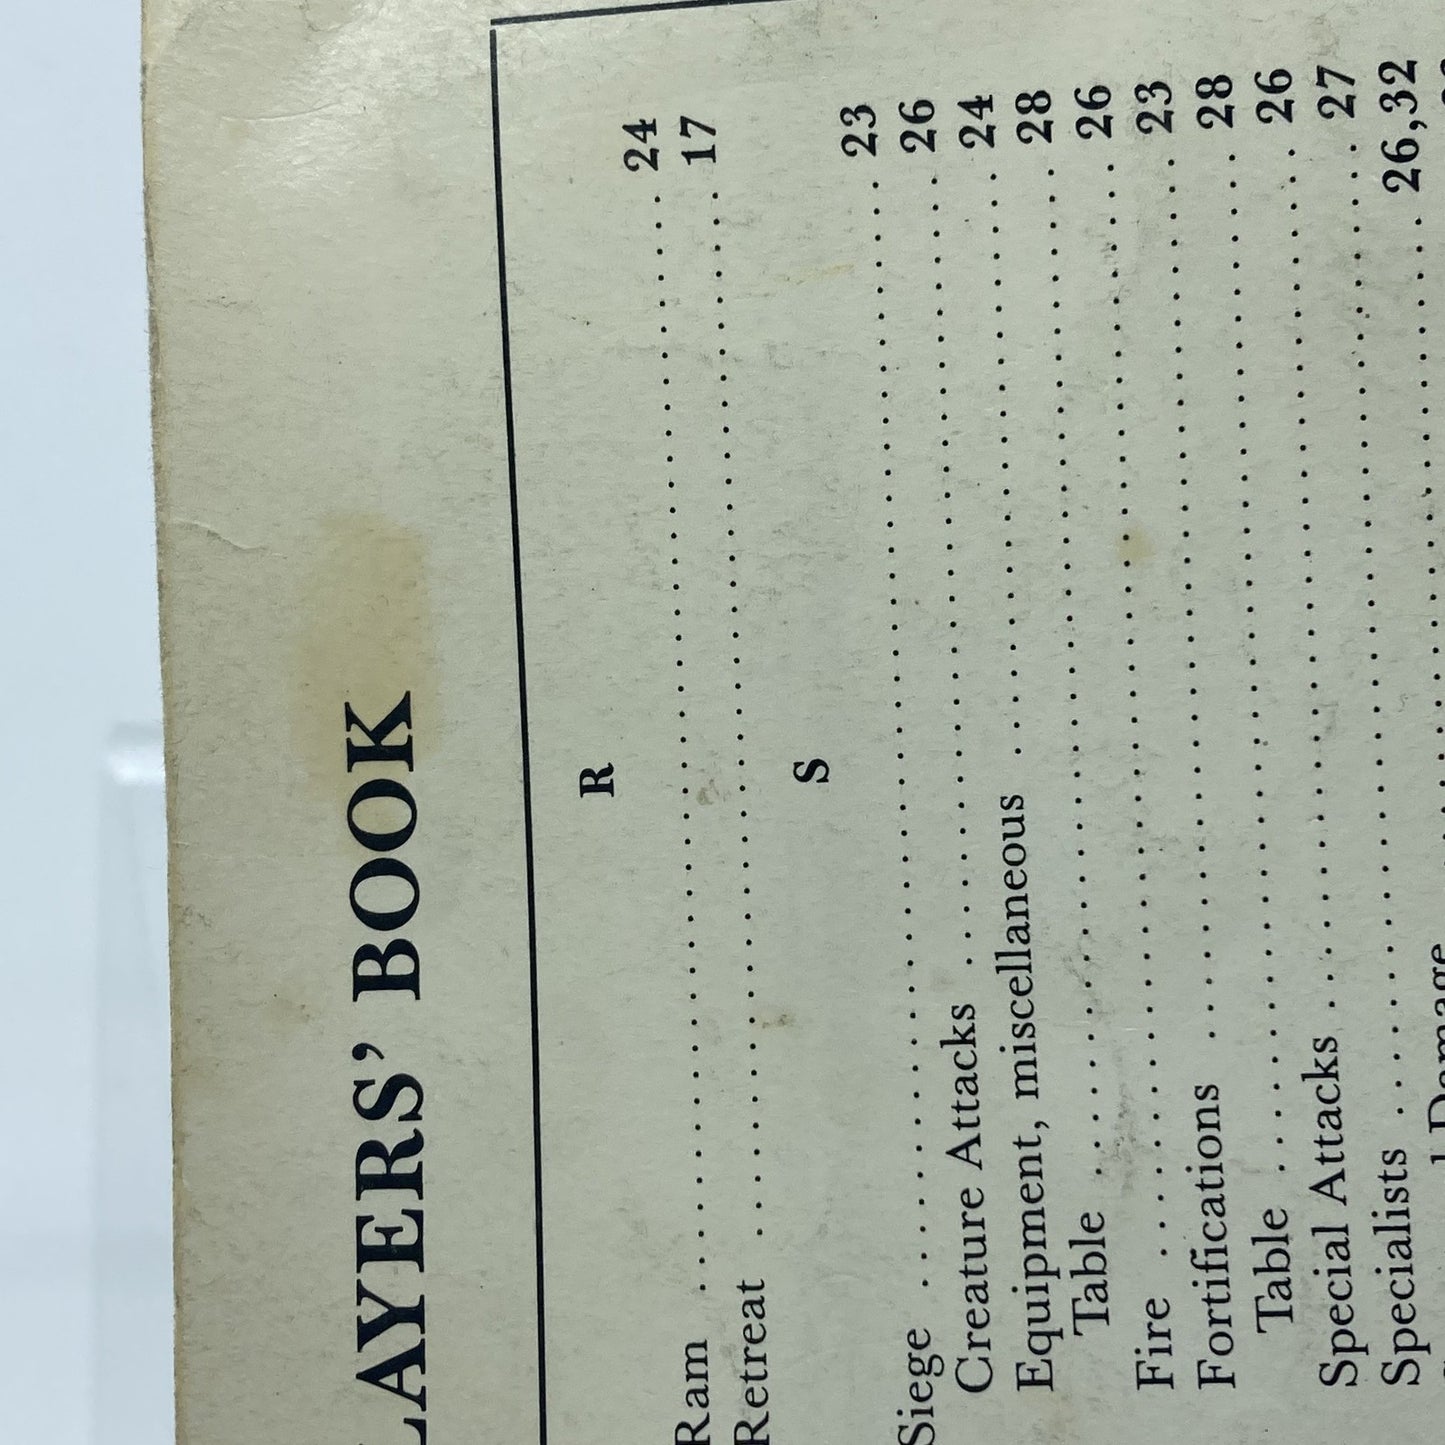 LAYERS' BOOK
R
Ram 24
Retreat 17
S
Siege 23
Creature Attacks 26
Equipment, miscellaneous 24
Table 28
Fire 26
Fortifications 23
Table 28
Special Attacks 26
Specialists 27
Damage 26,32